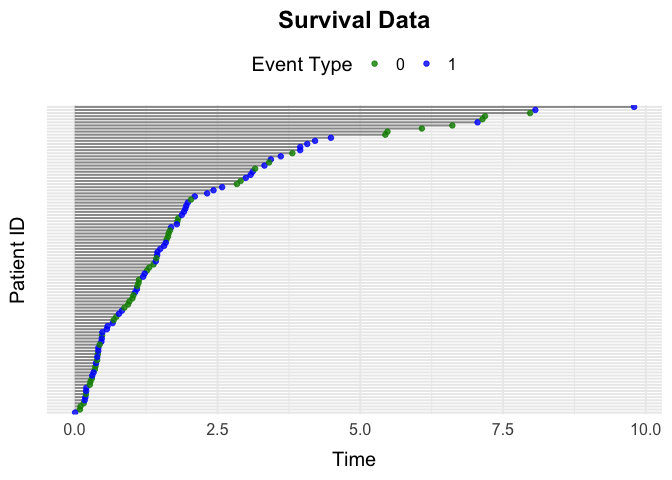 Survival Data
Event Type 0 1
Patient ID
0.0 2.5 5.0 7.5 10.0
Time